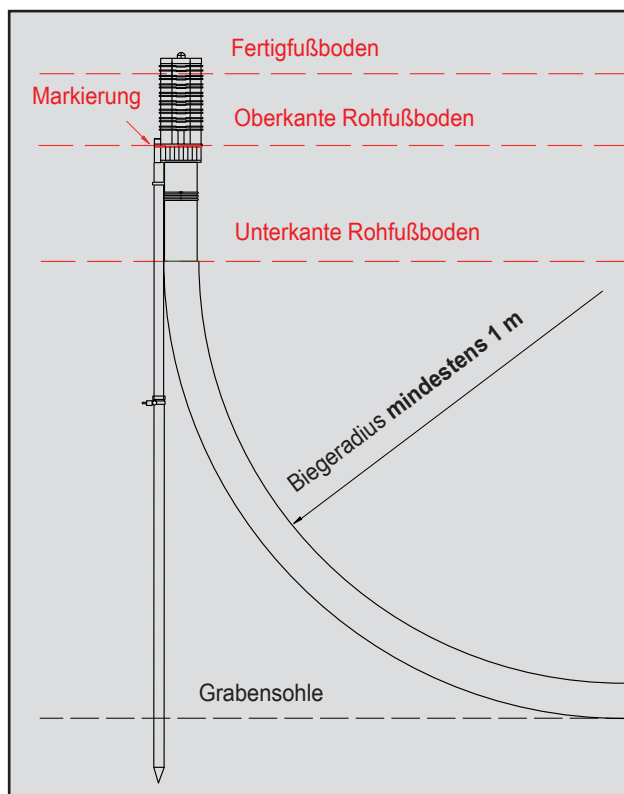 Fertigfußboden
Markierung
Oberkante Rohfußboden
Unterkante Rohfußboden
Biegeradius mindestens 1 m
Grabensohle